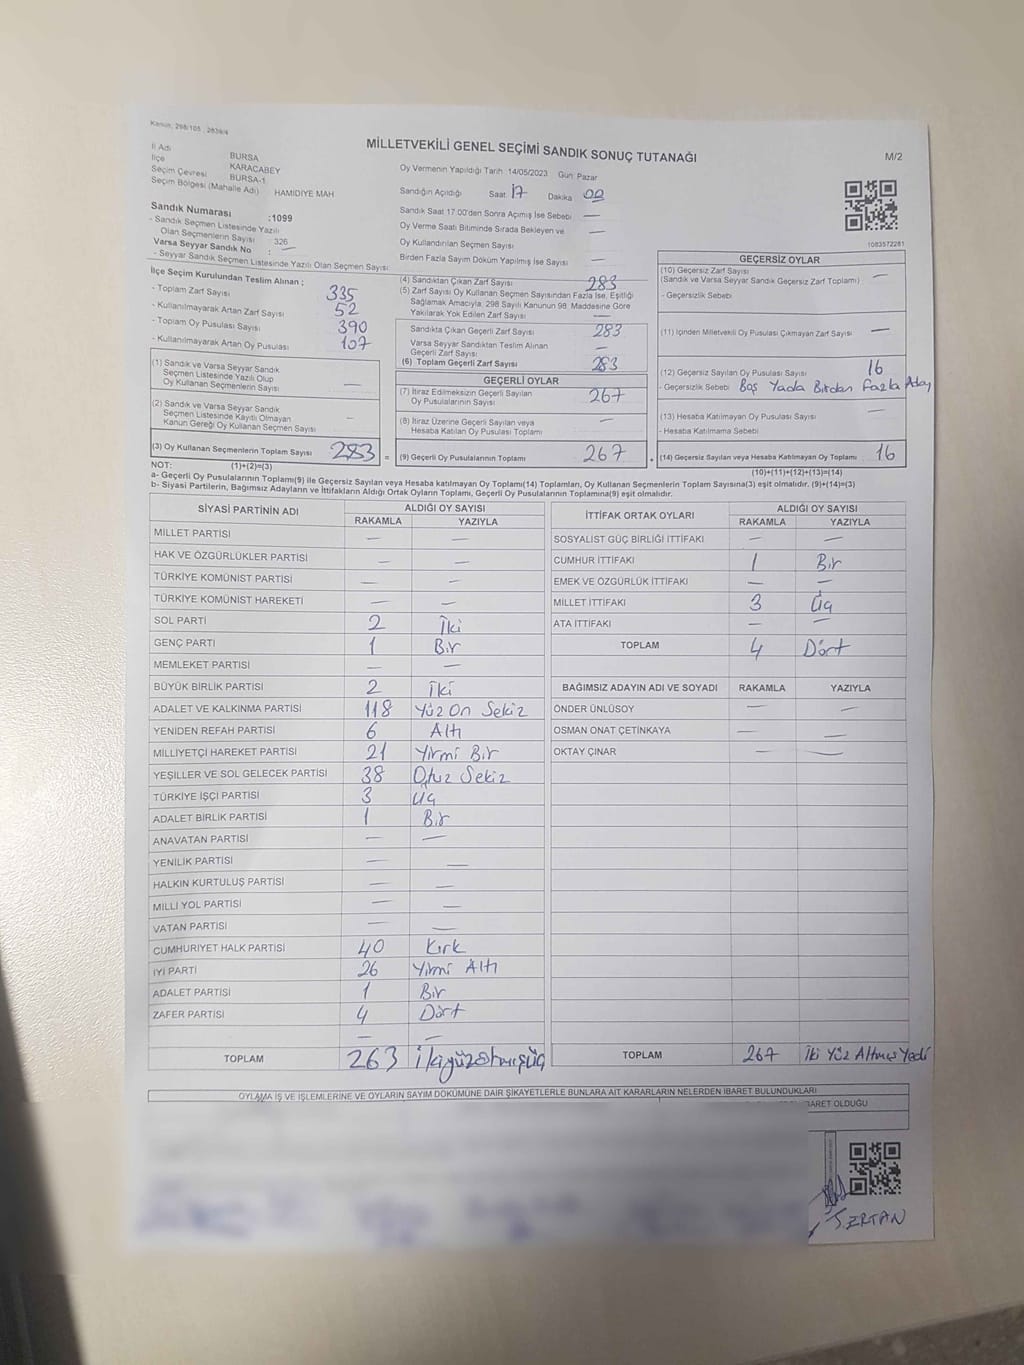 Kanun, 298/105 , 2839/4
MİLLETVEKİLİ GENEL SEÇİMİ SANDIK SONUÇ TUTANAĞI
M/2
İl Adı BURSA
İlçe KARACABEY
Seçim Çevresi BURSA-1
Seçim Bölgesi (Mahalle Adı) HAMIDIYE MAH
Sandık Numarası :1099
- Sandık Seçmen Listesinde Yazılı
Olan Seçmenlerin Sayısı 326
Varsa Seyyar Sandık No : —
- Seyyar Sandık Seçmen Listesinde Yazılı Olan Seçmen Sayısı
Oy Vermenin Yapıldığı Tarih 14/05/2023 Gün Pazar
Sandığın Açıldığı Saat 17 Dakika 00
Sandık Saat 17:00'den Sonra Açımış İse Sebebi —
Oy Verme Saati Bitiminde Sırada Bekleyen ve —
Oy Kullandırılan Seçmen Sayısı
Birden Fazla Sayım Döküm Yapılmış İse Sayısı —
1083572281
İlçe Seçim Kurulundan Teslim Alınan ;
- Toplam Zarf Sayısı 335
- Kullanılmayarak Artan Zarf Sayısı 52
- Toplam Oy Pusulası Sayısı 390
- Kullanılmayarak Artan Oy Pusulası 107
(1) Sandık ve Varsa Seyyar Sandık
Seçmen Listesinde Yazılı Olup
Oy Kullanan Seçmenlerin Sayısı —
(2) Sandık ve Varsa Seyyar Sandık
Seçmen Listesinde Kayıtlı Olmayan
Kanun Gereği Oy Kullanan Seçmen Sayısı —
(3) Oy Kullanan Seçmenlerin Toplam Sayısı 283 =
(4) Sandıktan Çıkan Zarf Sayısı 283
(5) Zarf Sayısı Oy Kullanan Seçmen Sayısından Fazla İse, Eşitliği
Sağlamak Amacıyla, 298 Sayılı Kanunun 98. Maddesine Göre
Yakılarak Yok Edilen Zarf Sayısı —
Sandıkta Çıkan Geçerli Zarf Sayısı 283
Varsa Seyyar Sandıktan Teslim Alınan
Geçerli Zarf Sayısı —
(6) Toplam Geçerli Zarf Sayısı 283
GEÇERLİ OYLAR
(7) İtiraz Edilmeksizin Geçerli Sayılan
Oy Pusulalarının Sayısı 267
(8) İtiraz Üzerine Geçerli Sayılan veya
Hesaba Katılan Oy Pusulası Toplamı —
(9) Geçerli Oy Pusulalarının Toplamı 267
GEÇERSİZ OYLAR
(10) Geçersiz Zarf Sayısı —
(Sandık ve Varsa Seyyar Sandık Geçersiz Zarf Toplamı)
- Geçersizlik Sebebi
(11) İçinden Milletvekili Oy Pusulası Çıkmayan Zarf Sayısı —
(12) Geçersiz Sayılan Oy Pusulası Sayısı 16
- Geçersizlik Sebebi Boş Yada Birden Fazla Aday
(13) Hesaba Katılmayan Oy Pusulası Sayısı —
- Hesaba Katılmama Sebebi
(14) Geçersiz Sayılan veya Hesaba Katılmayan Oy Toplamı 16
NOT: (1)+(2)=(3)
(10)+(11)+(12)+(13)=(14)
a- Geçerli Oy Pusulalarının Toplamı(9) ile Geçersiz Sayılan veya Hesaba katılmayan Oy Toplamı(14) Toplamları, Oy Kullanan Seçmenlerin Toplam Sayısına(3) eşit olmalıdır. (9)+(14)=(3)
b- Siyasi Partilerin, Bağımsız Adayların ve İttifakların Aldığı Ortak Oyların Toplamı, Geçerli Oy Pusulalarının Toplamına(9) eşit olmalıdır.
SİYASİ PARTİNİN ADI ALDIĞI OY SAYISI
RAKAMLA YAZIYLA
MİLLET PARTİSİ — —
HAK VE ÖZGÜRLÜKLER PARTİSİ — —
TÜRKİYE KOMÜNİST PARTİSİ — —
TÜRKİYE KOMÜNİST HAREKETİ — —
SOL PARTİ 2 İki
GENÇ PARTİ 1 Bir
MEMLEKET PARTİSİ — —
BÜYÜK BİRLİK PARTİSİ 2 İki
ADALET VE KALKINMA PARTİSİ 118 Yüz On Sekiz
YENİDEN REFAH PARTİSİ 6 Altı
MİLLİYETÇİ HAREKET PARTİSİ 21 Yirmi Bir
YEŞİLLER VE SOL GELECEK PARTİSİ 38 Otuz Sekiz
TÜRKİYE İŞÇİ PARTİSİ 3 Üç
ADALET BİRLİK PARTİSİ 1 Bir
ANAVATAN PARTİSİ — —
YENİLİK PARTİSİ — —
HALKIN KURTULUŞ PARTİSİ — —
MİLLİ YOL PARTİSİ — —
VATAN PARTİSİ — —
CUMHURİYET HALK PARTİSİ 40 Kırk
İYİ PARTİ 26 Yirmi Altı
ADALET PARTİSİ 1 Bir
ZAFER PARTİSİ 4 Dört
— —
TOPLAM 263 İkiyüzatmışüç
İTTİFAK ORTAK OYLARI ALDIĞI OY SAYISI
RAKAMLA YAZIYLA
SOSYALİST GÜÇ BİRLİĞİ İTTİFAKI — —
CUMHUR İTTİFAKI 1 Bir
EMEK VE ÖZGÜRLÜK İTTİFAKI — —
MİLLET İTTİFAKI 3 Üç
ATA İTTİFAKI — —
TOPLAM 4 Dört
BAĞIMSIZ ADAYIN ADI VE SOYADI RAKAMLA YAZIYLA
ÖNDER ÜNLÜSOY — —
OSMAN ONAT ÇETİNKAYA — —
OKTAY ÇINAR — —
TOPLAM 267 İki Yüz Altmış Yedi
OYLAMA İŞ VE İŞLEMLERİNE VE OYLARIN SAYIM DÖKÜMÜNE DAİR ŞİKAYETLERLE BUNLARA AİT KARARLARIN NELERDEN İBARET BULUNDUKLARI
BARET OLDUĞU
S.ERTAN